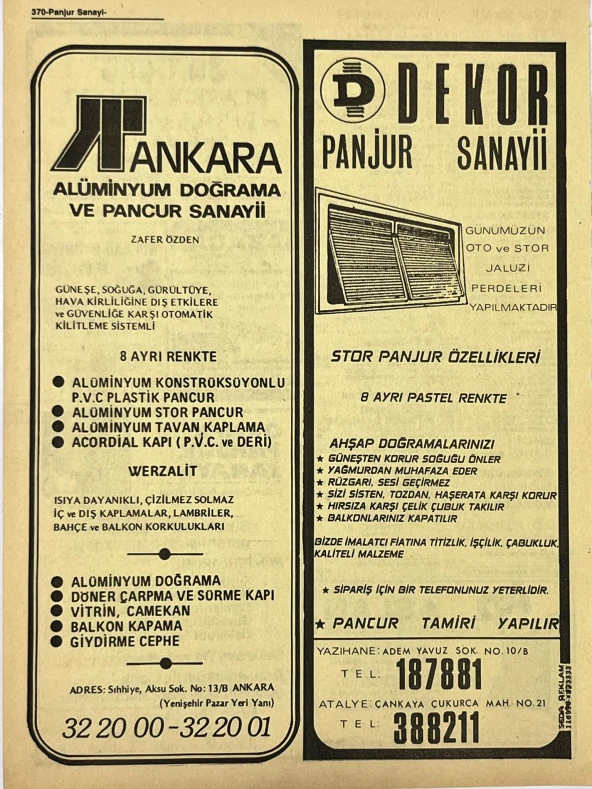 370-Panjur Sanayi-
ANKARA
ALÜMİNYUM DOĞRAMA
VE PANCUR SANAYİİ
ZAFER ÖZDEN
GÜNEŞE, SOĞUĞA, GÜRÜLTÜYE,
HAVA KİRLİLİĞİNE DIŞ ETKİLERE
ve GÜVENLİĞE KARŞI OTOMATİK
KİLİTLEME SİSTEMLİ
8 AYRI RENKTE
● ALÜMİNYUM KONSTRÜKSÜYONLU
P.V.C PLASTİK PANCUR
● ALÜMİNYUM STOR PANCUR
● ALÜMİNYUM TAVAN KAPLAMA
● ACORDİAL KAPI ( P.V.C. ve DERİ)
WERZALİT
ISIYA DAYANIKLI, ÇİZİLMEZ SOLMAZ
İÇ ve DIŞ KAPLAMALAR, LAMBRİLER,
BAHÇE ve BALKON KORKULUKLARI
● ALÜMİNYUM DOĞRAMA
● DÖNER ÇARPMA ve SÜRME KAPI
● VİTRİN, CAMEKAN
● BALKON KAPAMA
● GİYDİRME CEPHE
ADRES: Sıhhiye, Aksu Sok. No: 13/B ANKARA
(Yenişehir Pazar Yeri Yanı)
32 20 00 - 32 20 01
D DEKOR
PANJUR SANAYİİ
GÜNÜMÜZÜN
OTO ve STOR
JALUZİ
PERDELERİ
YAPILMAKTADIR
STOR PANJUR ÖZELLİKLERİ
8 AYRI PASTEL RENKTE
AHŞAP DOĞRAMALARINIZI
★ GÜNEŞTEN KORUR SOĞUĞU ÖNLER
★ YAĞMURDAN MUHAFAZA EDER
★ RÜZGARI, SESİ GEÇİRMEZ
★ SİZİ SİSTEN, TOZDAN, HAŞERATA KARŞI KORUR
★ HIRSIZA KARŞI ÇELİK ÇUBUK TAKILIR
★ BALKONLARINIZ KAPATILIR
BİZDE İMALATCI FİATINA TİTİZLİK, İŞÇİLİK, ÇABUKLUK,
KALİTELİ MALZEME
★ SİPARİŞ İÇİN BİR TELEFONUNUZ YETERLİDİR.
★ PANCUR TAMİRİ YAPILIR
YAZIHANE: ADEM YAVUZ SOK. NO. 10/B
TEL: 187881
ATALYE: ÇANKAYA ÇUKURCA MAH. NO. 21
TEL: 388211
SEDA REKLAM